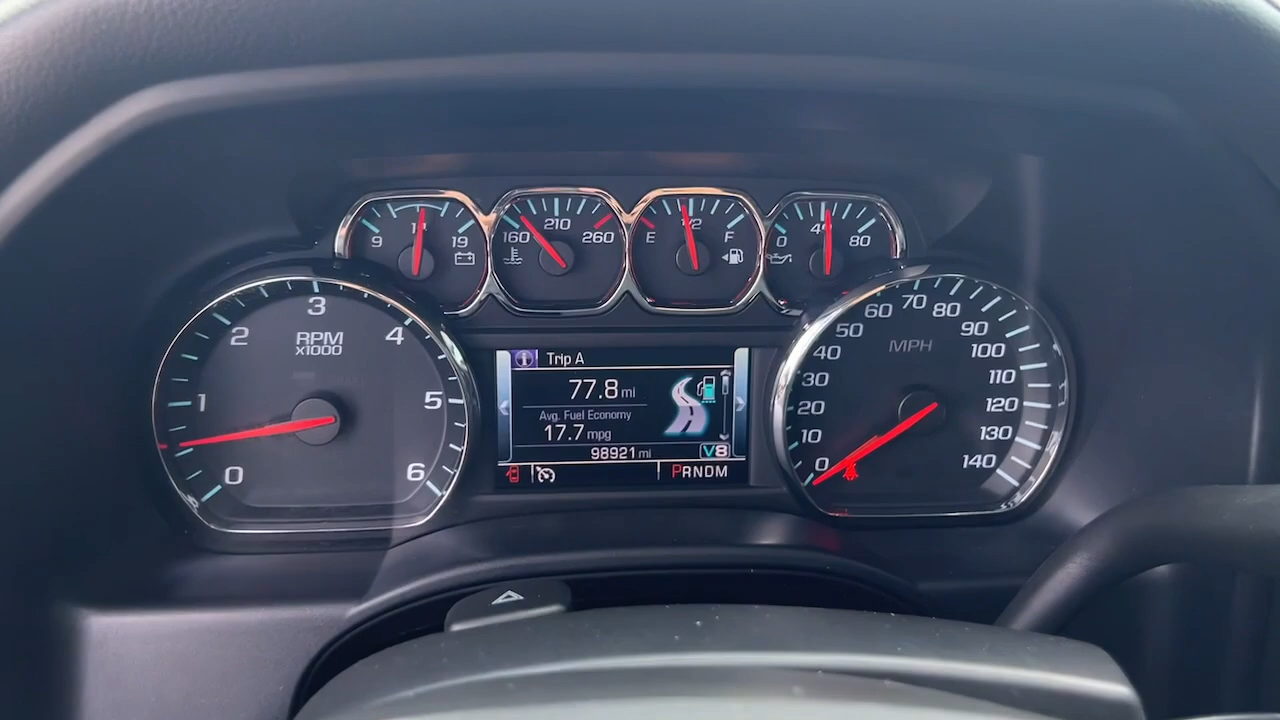 9 19
160 210 260
E 1/2 F
0 80
0 1 2 3 4 5 6
RPM
x1000
Trip A
77.8 mi
Avg. Fuel Economy
17.7 mpg
98921 mi
V8
PRNDM
0 10 20 30 40 50 60 70 80 90 100 110 120 130 140
MPH